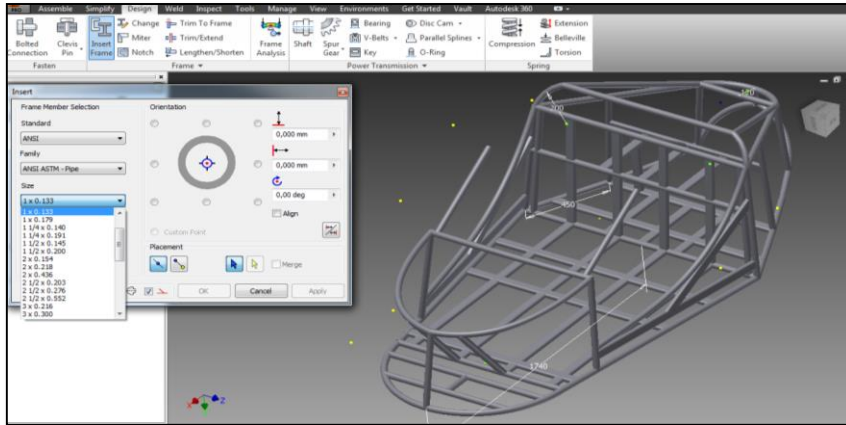 Assemble Simplify Design Weld Inspect Tools Manage View Environments Get Started Vault Autodesk 360
Bolted Connection
Clevis Pin
Insert Frame
Change
Miter
Notch
Trim To Frame
Trim/Extend
Lengthen/Shorten
Frame Analysis
Shaft
Spur Gear
Bearing
V-Belts
Key
Disc Cam
Parallel Splines
O-Ring
Compression
Extension
Belleville
Torsion
Fasten
Frame
Power Transmission
Spring
Insert
Frame Member Selection
Standard
ANSI
Family
ANSI ASTM - Pipe
Size
1 x 0.133
1 x 0.133
1 x 0.179
1 1/4 x 0.140
1 1/4 x 0.191
1 1/2 x 0.145
1 1/2 x 0.200
2 x 0.154
2 x 0.218
2 x 0.436
2 1/2 x 0.203
2 1/2 x 0.276
2 1/2 x 0.552
3 x 0.216
3 x 0.300
Orientation
0,000 mm
0,000 mm
0,00 deg
Align
Custom Point
Placement
Merge
OK
Cancel
Apply
450
1740
X
Z